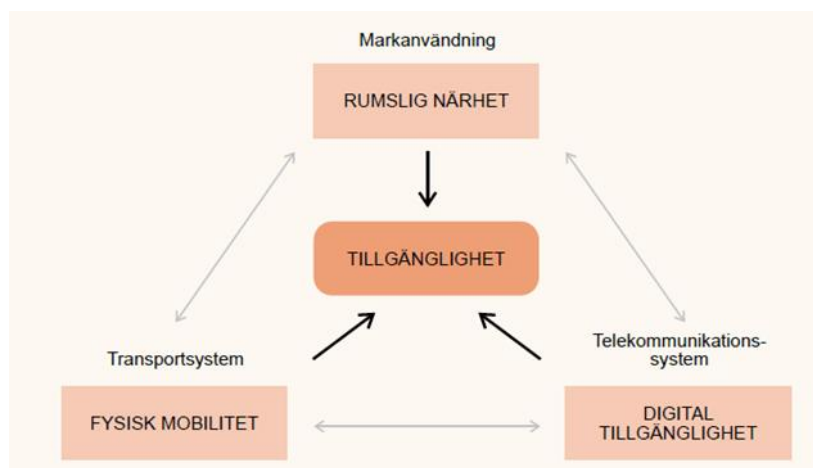 Markanvändning
RUMSLIG NÄRHET
TILLGÄNGLIGHET
Transportsystem
FYSISK MOBILITET
Telekommunikations-
system
DIGITAL
TILLGÄNGLIGHET